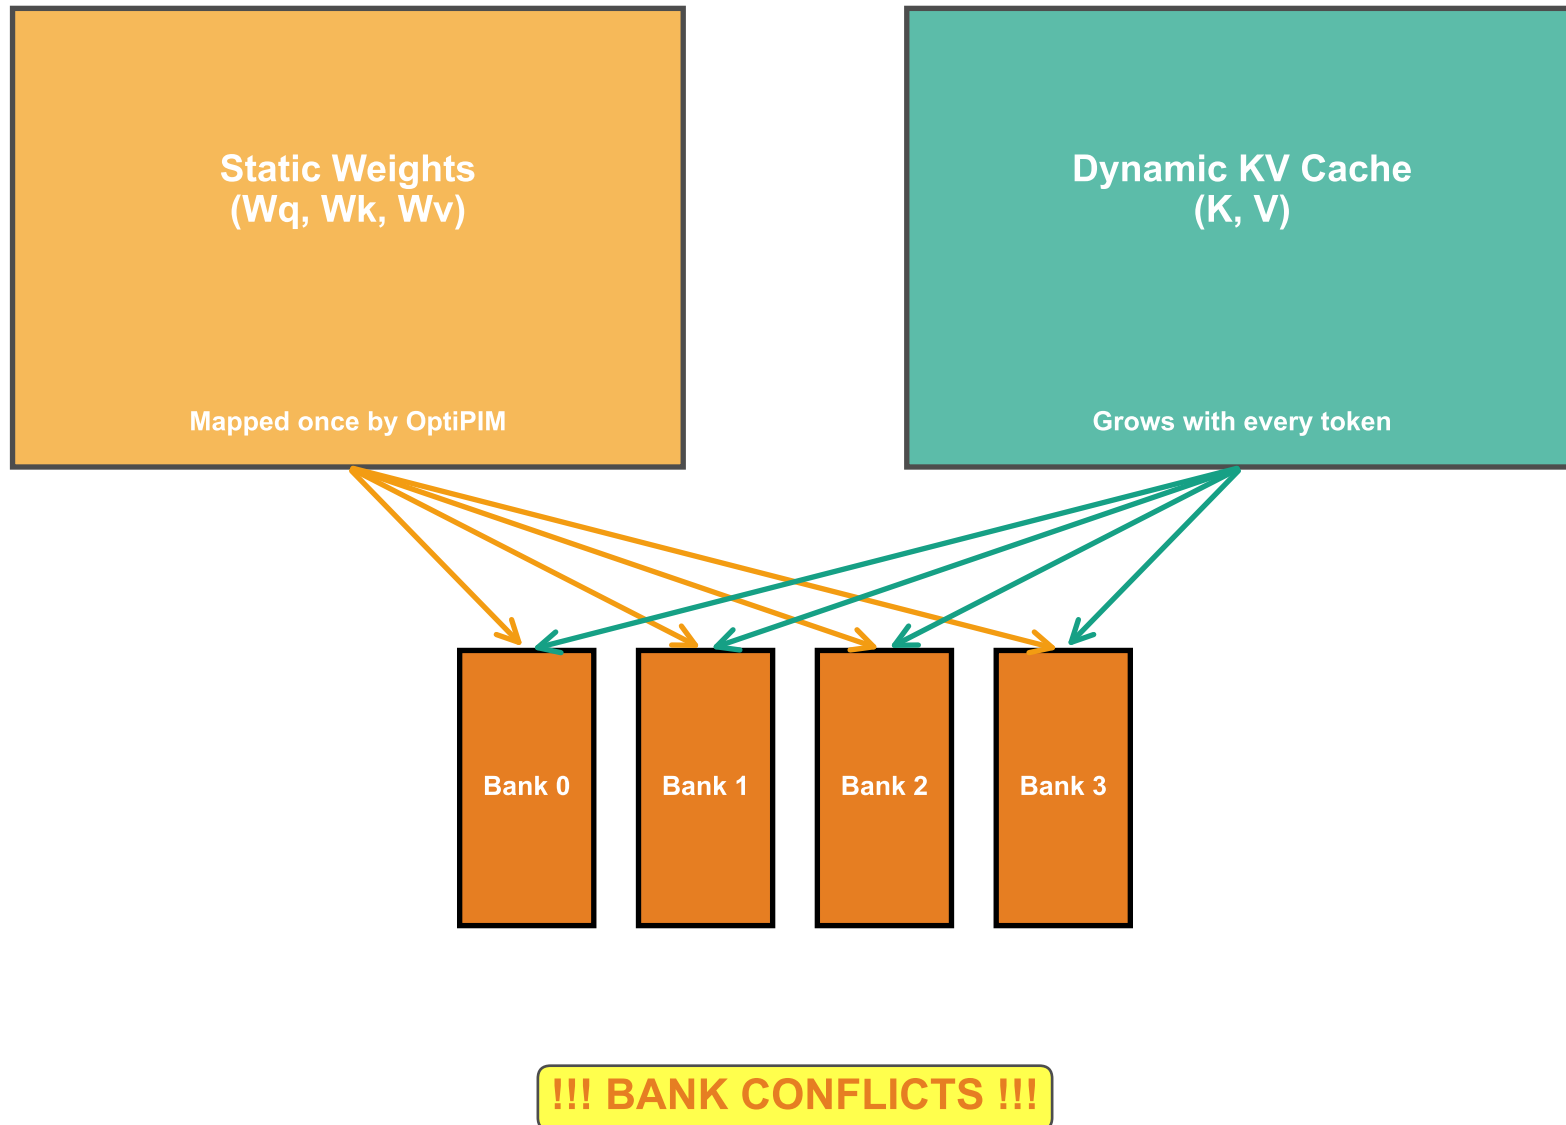 Static Weights
(Wq, Wk, Wv)
Mapped once by OptiPIM
Dynamic KV Cache
(K, V)
Grows with every token
Bank 0
Bank 1
Bank 2
Bank 3
!!! BANK CONFLICTS !!!